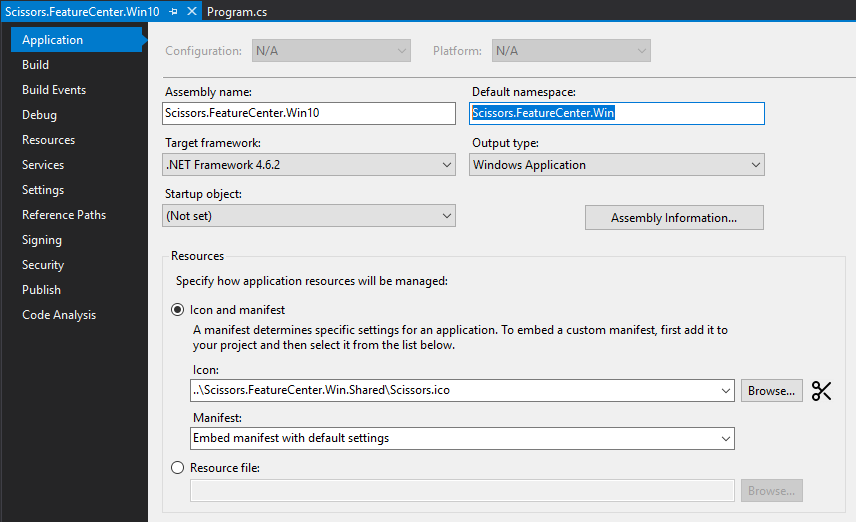 Scissors.FeatureCenter.Win10
Program.cs
Application
Build
Build Events
Debug
Resources
Services
Settings
Reference Paths
Signing
Security
Publish
Code Analysis
Configuration: N/A Platform: N/A
Assembly name: Default namespace:
Scissors.FeatureCenter.Win10 Scissors.FeatureCenter.Win
Target framework: Output type:
.NET Framework 4.6.2 Windows Application
Startup object:
(Not set) Assembly Information...
Resources
Specify how application resources will be managed:
Icon and manifest
A manifest determines specific settings for an application. To embed a custom manifest, first add it to
your project and then select it from the list below.
Icon:
..\Scissors.FeatureCenter.Win.Shared\Scissors.ico Browse...
Manifest:
Embed manifest with default settings
Resource file:
Browse...